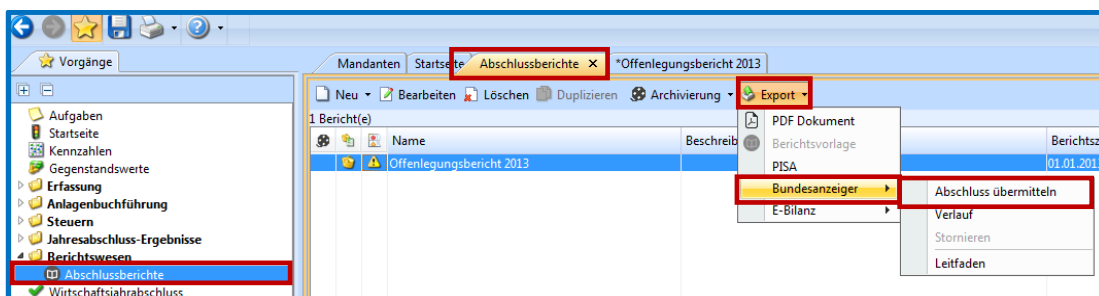 Vorgänge
Mandanten
Startseite
Abschlussberichte
*Offenlegungsbericht 2013
Neu
Bearbeiten
Löschen
Duplizieren
Archivierung
Export
1 Bericht(e)
Name
Beschreib
Berichtsz
Offenlegungsbericht 2013
01.01.201
PDF Dokument
Berichtsvorlage
PISA
Bundesanzeiger
E-Bilanz
Abschluss übermitteln
Verlauf
Stornieren
Leitfaden
Aufgaben
Startseite
Kennzahlen
Gegenstandswerte
Erfassung
Anlagenbuchführung
Steuern
Jahresabschluss-Ergebnisse
Berichtswesen
Abschlussberichte
Wirtschaftsjahrabschluss